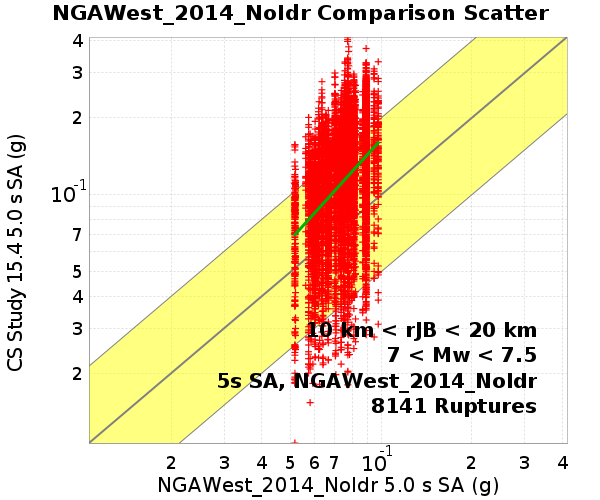 NGAWest_2014_NoIdr Comparison Scatter
4
3
2
10^-1
7
5
4
3
2
CS Study 15.4 5.0 s SA (g)
10 km < rJB < 20 km
7 < Mw < 7.5
5s SA, NGAWest_2014_NoIdr
8141 Ruptures
2 3 4 5 6 7 10^-1 2 3 4
NGAWest_2014_NoIdr 5.0 s SA (g)